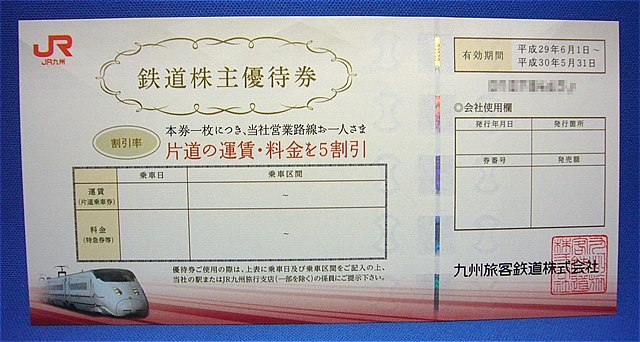 JR
JR九州
鉄道株主優待券
有効期間
平成29年6月1日～
平成30年5月31日
割引率
本券一枚につき、当社営業路線お一人さま
片道の運賃・料金を5割引
乗車日
乗車区間
運賃
(片道乗車券)
～
料金
(特急券等)
～
優待券ご使用の際は、上表に乗車日及び乗車区間をご記入の上、
当社の駅またはJR九州旅行支店(一部を除く)の係員にご提示下さい。
◎会社使用欄
発行年月日
発行箇所
券番号
発売額
九州旅客鉄道株式会社